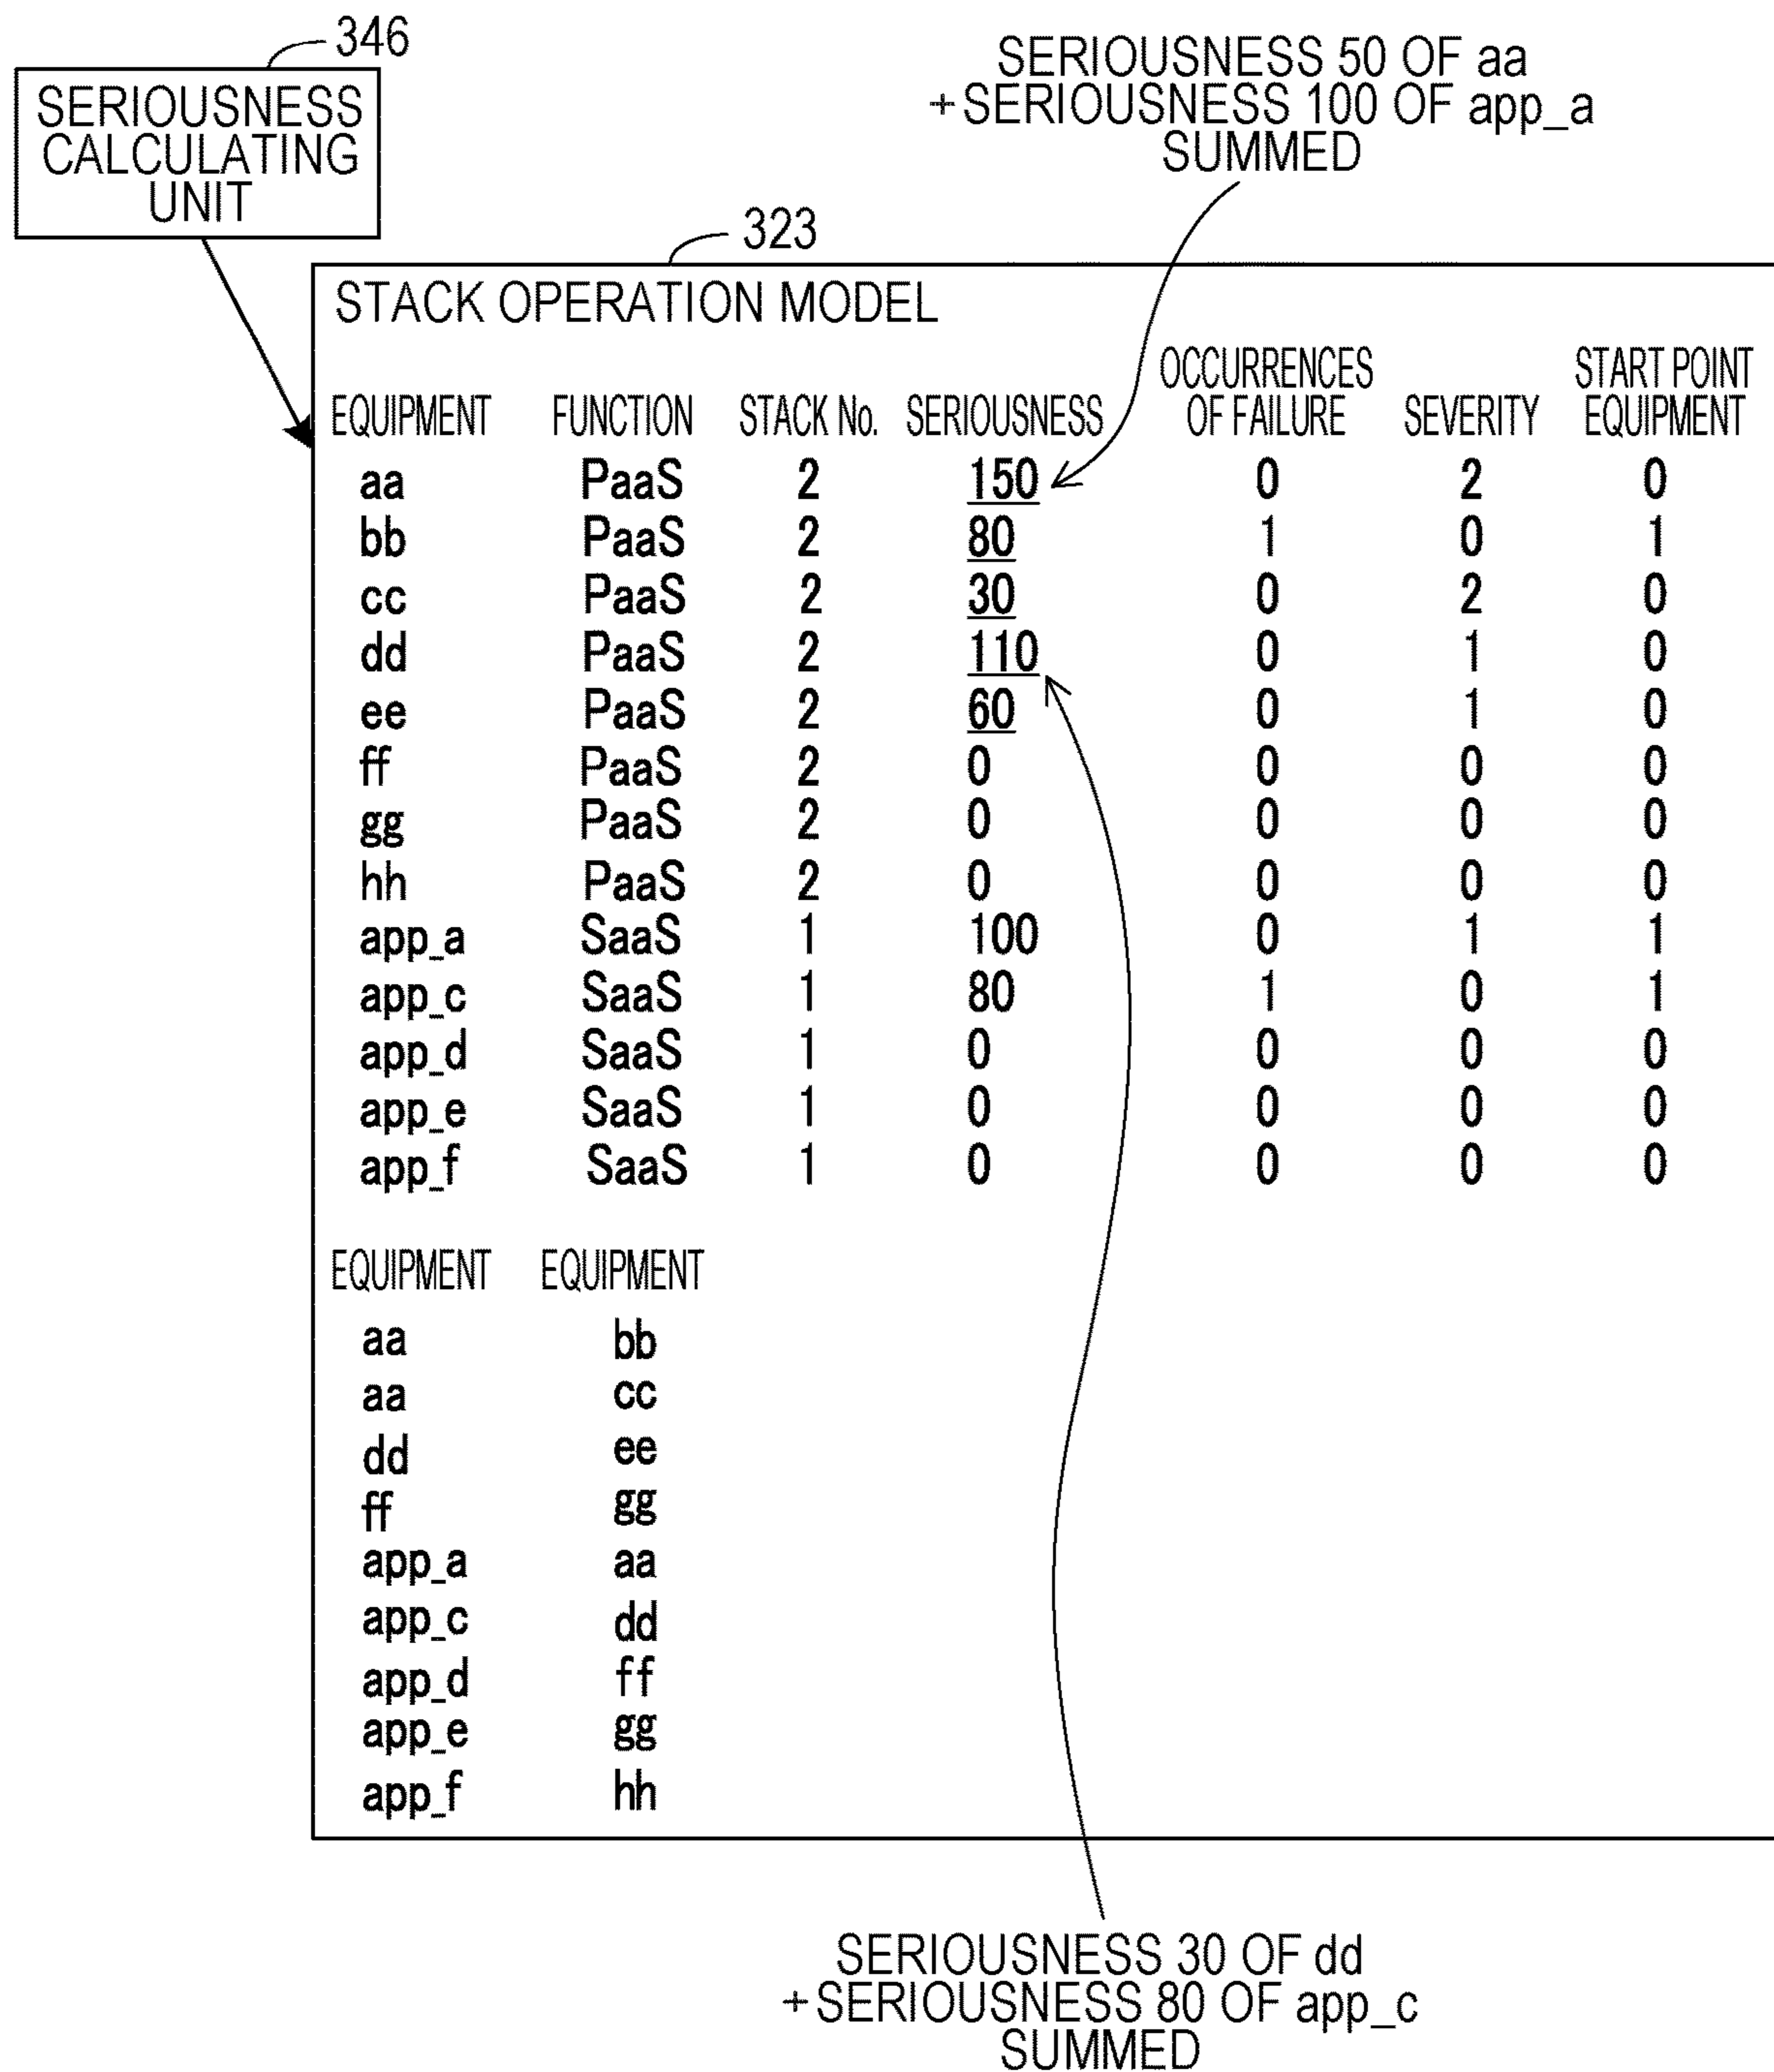 346
SERIOUSNESS
CALCULATING
UNIT
SERIOUSNESS 50 OF aa
+SERIOUSNESS 100 OF app_a
SUMMED
323
STACK OPERATION MODEL
EQUIPMENT FUNCTION STACK No. SERIOUSNESS OCCURRENCES OF FAILURE SEVERITY START POINT EQUIPMENT
aa PaaS 2 150 0 2 0
bb PaaS 2 80 1 0 1
cc PaaS 2 30 0 2 0
dd PaaS 2 110 0 1 0
ee PaaS 2 60 0 1 0
ff PaaS 2 0 0 0 0
gg PaaS 2 0 0 0 0
hh PaaS 2 0 0 0 0
app_a SaaS 1 100 0 1 1
app_c SaaS 1 80 1 0 1
app_d SaaS 1 0 0 0 0
app_e SaaS 1 0 0 0 0
app_f SaaS 1 0 0 0 0
EQUIPMENT EQUIPMENT
aa bb
aa cc
dd ee
ff gg
app_a aa
app_c dd
app_d ff
app_e gg
app_f hh
SERIOUSNESS 30 OF dd
+SERIOUSNESS 80 OF app_c
SUMMED